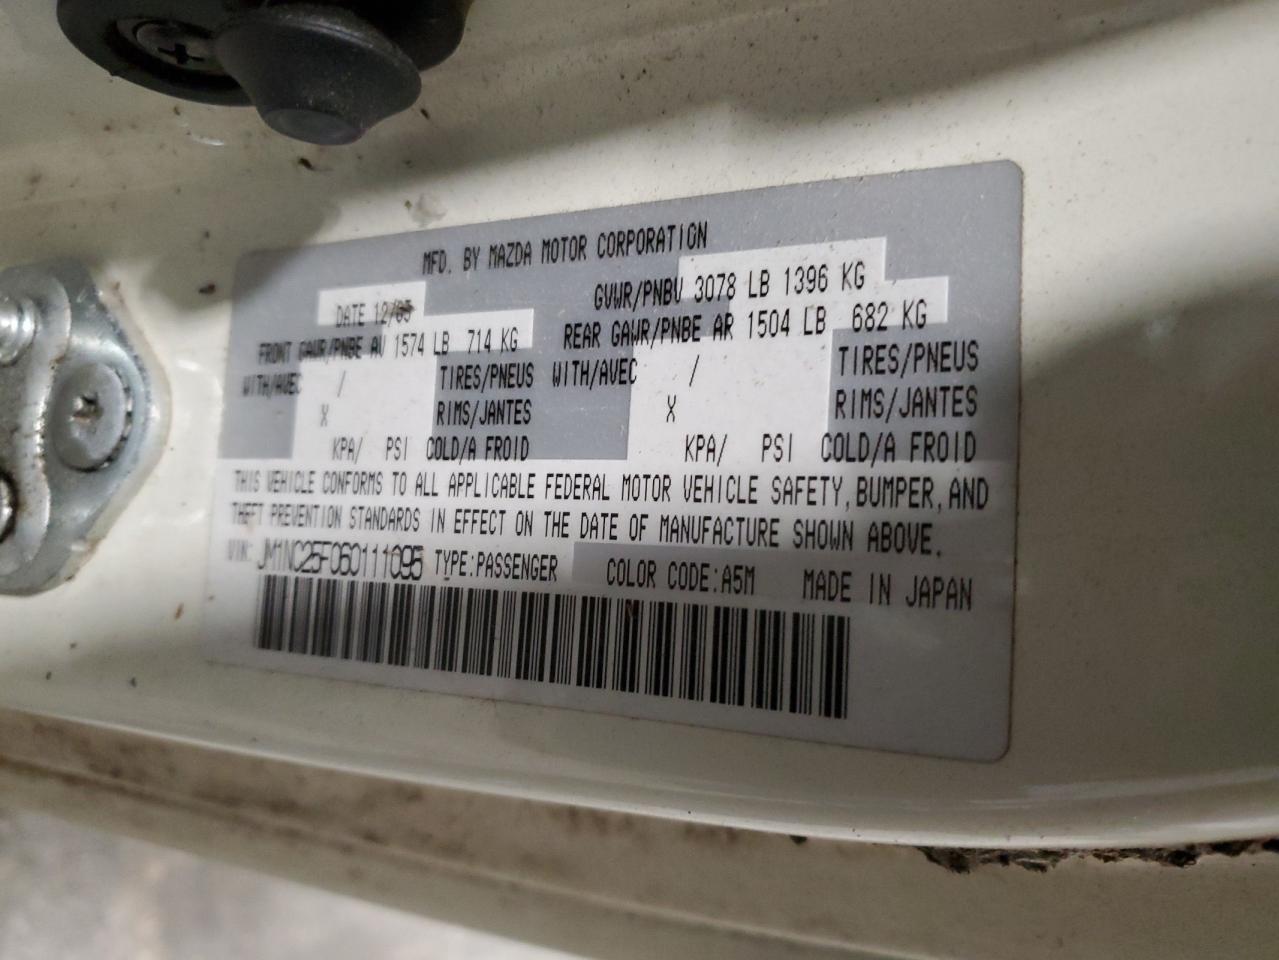 MFD. BY MAZDA MOTOR CORPORATION
DATE 12/05 GVWR/PNBV 3078 LB 1396 KG
FRONT GAWR/PNBE AV 1574 LB 714 KG REAR GAWR/PNBE AR 1504 LB 682 KG
WITH/AVEC / TIRES/PNEUS WITH/AVEC / TIRES/PNEUS
X RIMS/JANTES X RIMS/JANTES
KPA/ PSI COLD/A FROID KPA/ PSI COLD/A FROID
THIS VEHICLE CONFORMS TO ALL APPLICABLE FEDERAL MOTOR VEHICLE SAFETY, BUMPER, AND
THEFT PREVENTION STANDARDS IN EFFECT ON THE DATE OF MANUFACTURE SHOWN ABOVE.
VIN: JM1NC25F060111095 TYPE:PASSENGER COLOR CODE:A5M MADE IN JAPAN